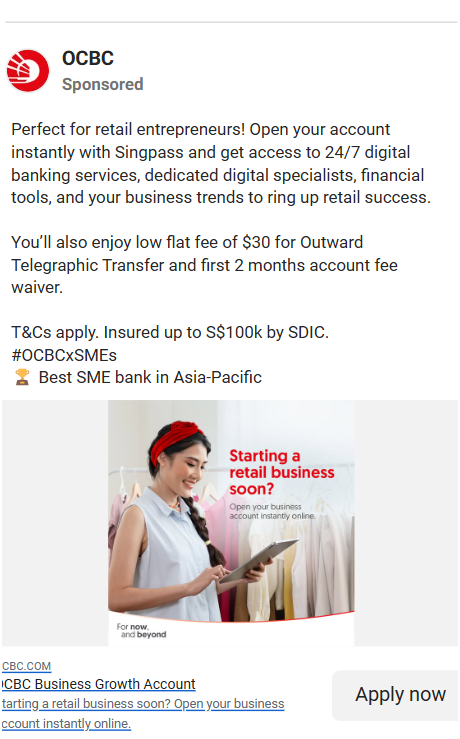 OCBC
Sponsored
Perfect for retail entrepreneurs! Open your account
instantly with Singpass and get access to 24/7 digital
banking services, dedicated digital specialists, financial
tools, and your business trends to ring up retail success.
You’ll also enjoy low flat fee of $30 for Outward
Telegraphic Transfer and first 2 months account fee
waiver.
T&Cs apply. Insured up to S$100k by SDIC.
#OCBCxSMEs
🏆 Best SME bank in Asia-Pacific
Starting a
retail business
soon?
Open your business
account instantly online.
For now,
and beyond
CBC.COM
CBC Business Growth Account
tarting a retail business soon? Open your business
ccount instantly online.
Apply now